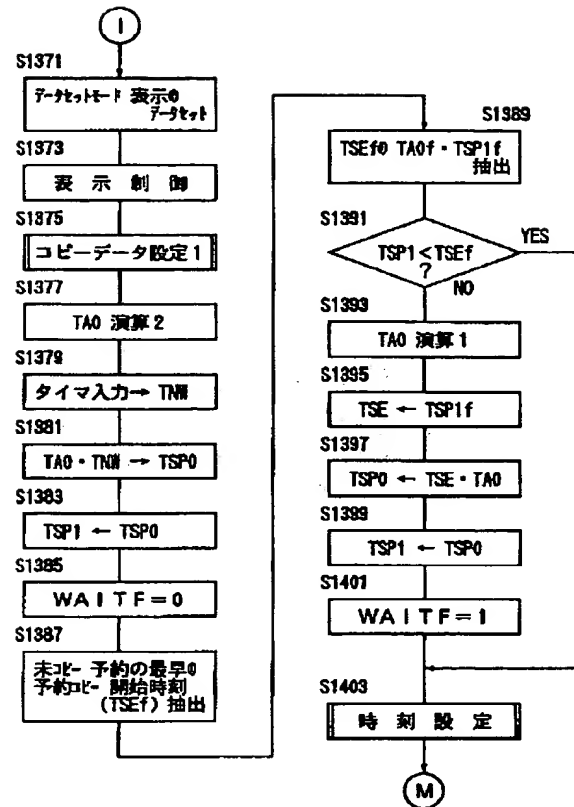 I
S1371
データセットモード 表示の
データセット
S1373
表示制御
S1375
コピーデータ設定1
S1377
TA0 演算2
S1379
タイマ入力→ TNW
S1381
TA0・TNW → TSP0
S1383
TSP1 ← TSP0
S1385
WAITF=0
S1387
未コピー 予約の最早の
予約コピー 開始時刻
(TSEf) 抽出
S1389
TSEfの TA0f・TSP1f
抽出
S1391
TSP1<TSEf
?
YES
NO
S1393
TA0 演算1
S1395
TSE ← TSP1f
S1397
TSP0 ← TSE・TA0
S1399
TSP1 ← TSP0
S1401
WAITF=1
S1403
時刻設定
M